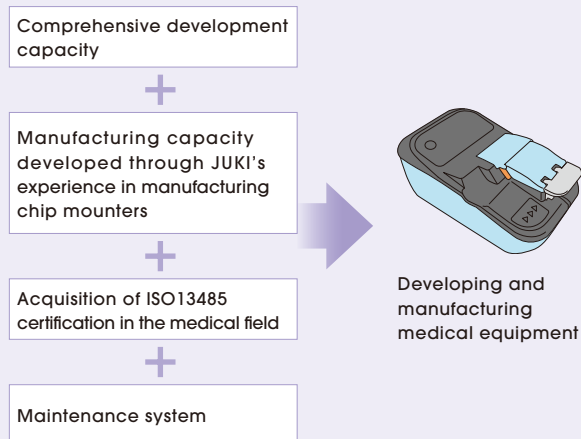 Comprehensive development
capacity
+
Manufacturing capacity
developed through JUKI's
experience in manufacturing
chip mounters
+
Acquisition of ISO13485
certification in the medical field
+
Maintenance system
Developing and
manufacturing
medical equipment